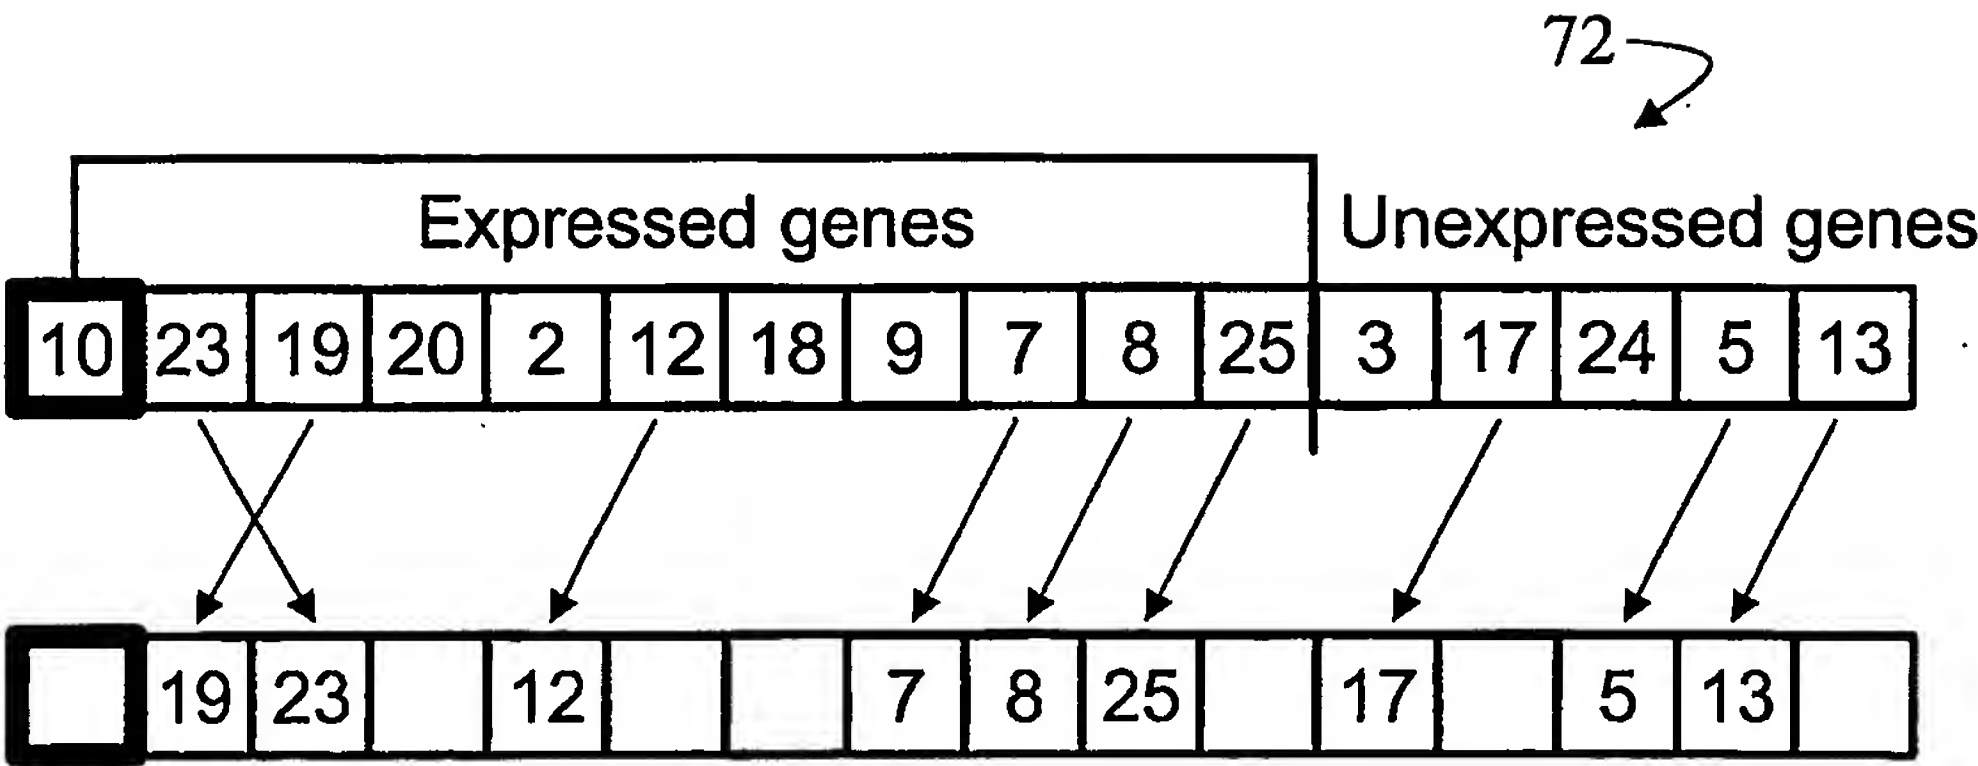 72
Expressed genes Unexpressed genes
10 23 19 20 2 12 18 9 7 8 25 3 17 24 5 13
19 23 12 7 8 25 17 5 13